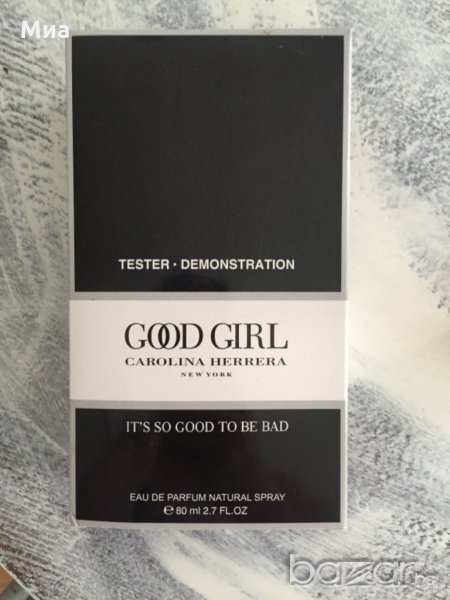 Миа
TESTER · DEMONSTRATION
GOOD GIRL
CAROLINA HERRERA
NEW YORK
IT'S SO GOOD TO BE BAD
EAU DE PARFUM NATURAL SPRAY
℮ 80 ml 2.7 FL.OZ
bazar.bg